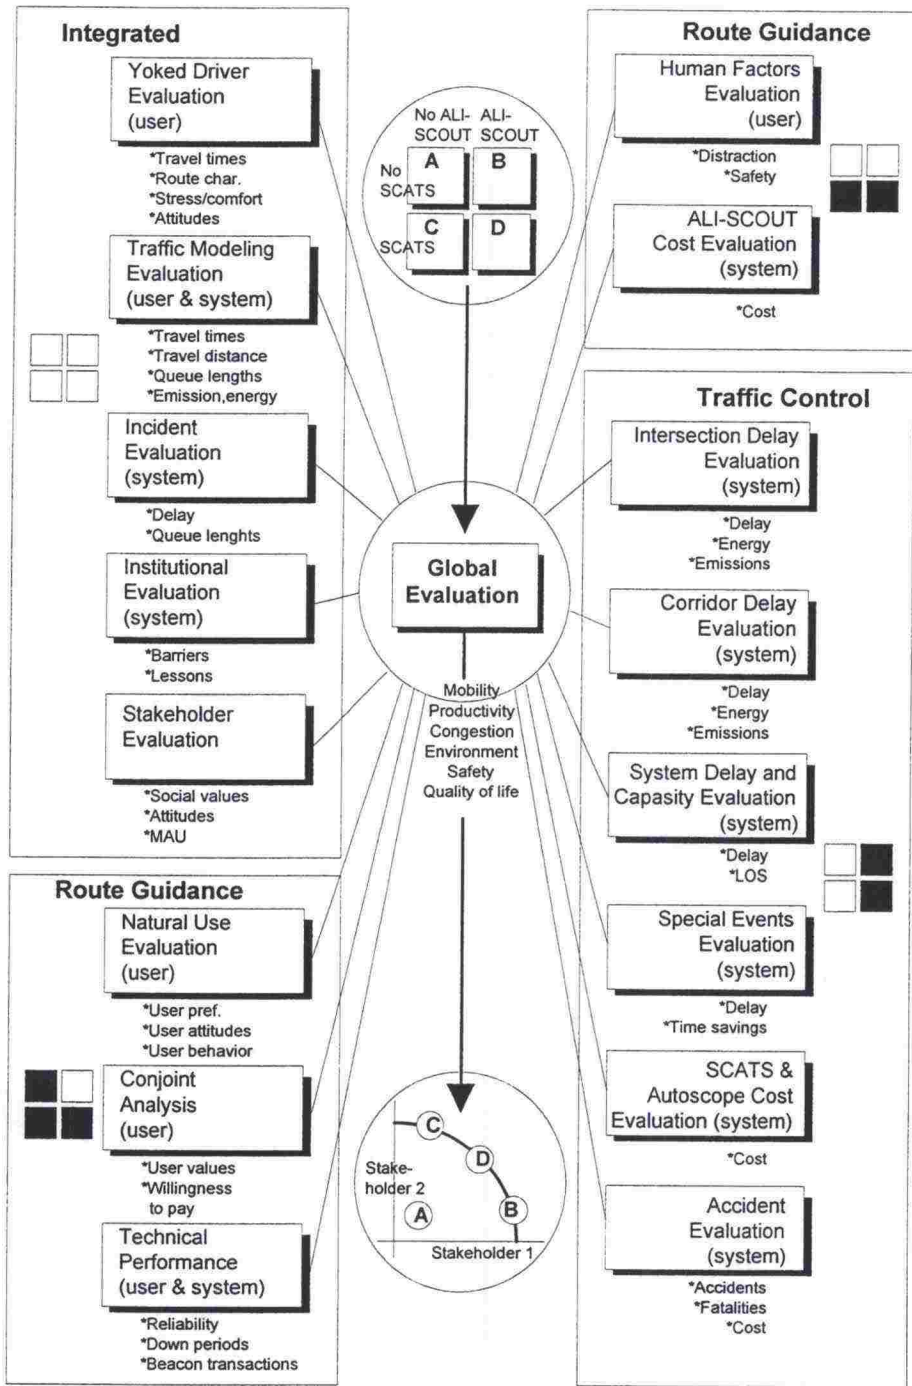 Integrated
Yoked Driver
Evaluation
(user)
*Travel times
*Route char.
*Stress/comfort
*Attitudes
Traffic Modeling
Evaluation
(user & system)
*Travel times
*Travel distance
*Queue lengths
*Emission,energy
Incident
Evaluation
(system)
*Delay
*Queue lenghts
Institutional
Evaluation
(system)
*Barriers
*Lessons
Stakeholder
Evaluation
*Social values
*Attitudes
*MAU
Route Guidance
Natural Use
Evaluation
(user)
*User pref.
*User attitudes
*User behavior
Conjoint
Analysis
(user)
*User values
*Willingness
to pay
Technical
Performance
(user & system)
*Reliability
*Down periods
*Beacon transactions
No ALI-
SCOUT
ALI-
SCOUT
No
SCATS
A
B
SCATS
C
D
Global
Evaluation
Mobility
Productivity
Congestion
Environment
Safety
Quality of life
Stake-
holder 2
C
D
A
B
Stakeholder 1
Route Guidance
Human Factors
Evaluation
(user)
*Distraction
*Safety
ALI-SCOUT
Cost Evaluation
(system)
*Cost
Traffic Control
Intersection Delay
Evaluation
(system)
*Delay
*Energy
*Emissions
Corridor Delay
Evaluation
(system)
*Delay
*Energy
*Emissions
System Delay and
Capasity Evaluation
(system)
*Delay
*LOS
Special Events
Evaluation
(system)
*Delay
*Time savings
SCATS &
Autoscope Cost
Evaluation (system)
*Cost
Accident
Evaluation
(system)
*Accidents
*Fatalities
*Cost